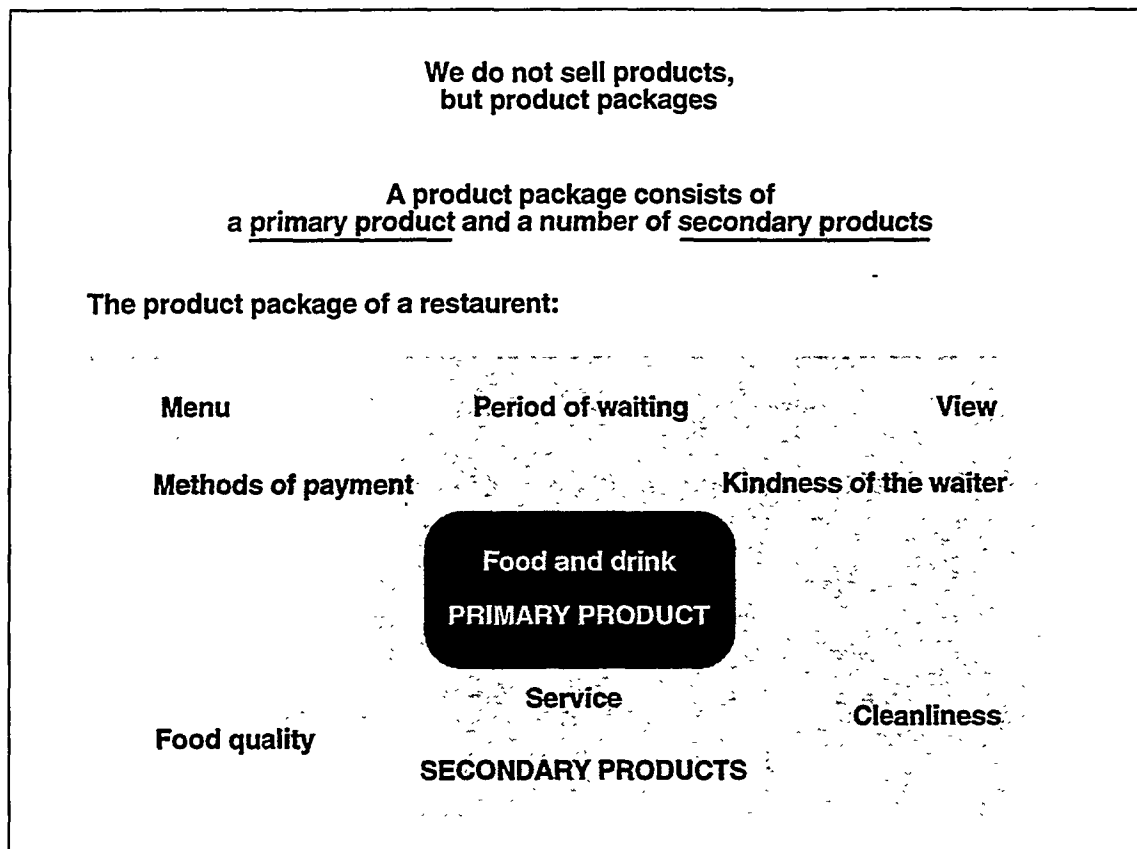 We do not sell products,
but product packages
A product package consists of
a primary product and a number of secondary products
The product package of a restaurent:
Menu
Period of waiting
View
Methods of payment
Kindness of the waiter
Food and drink
PRIMARY PRODUCT
Service
Cleanliness
Food quality
SECONDARY PRODUCTS